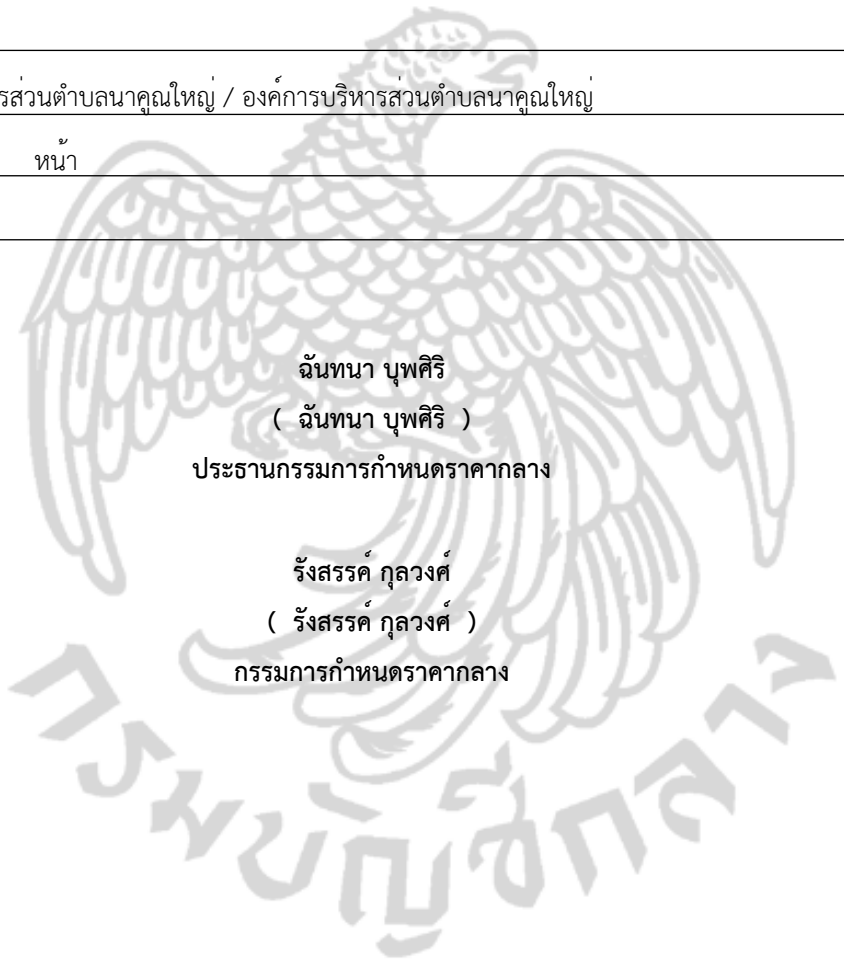 รส่วนตำบลนาคูณใหญ่ / องค์การบริหารส่วนตำบลนาคูณใหญ่
หน้า
ฉันทนา บุพศิริ
( ฉันทนา บุพศิริ )
ประธานกรรมการกำหนดราคากลาง
รังสรรค์ กุลวงศ์
( รังสรรค์ กุลวงศ์ )
กรรมการกำหนดราคากลาง
กรมบัญชีกลาง